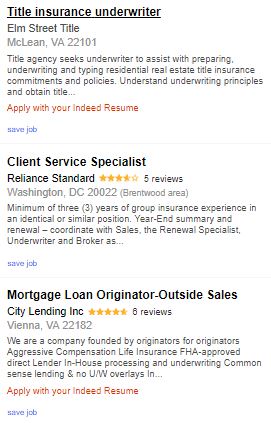 Title insurance underwriter
Elm Street Title
McLean, VA 22101
Title agency seeks underwriter to assist with preparing,
underwriting and typing residential real estate title insurance
commitments and policies. Understand underwriting principles
and obtain title...
Apply with your Indeed Resume
save job
Client Service Specialist
Reliance Standard 5 reviews
Washington, DC 20022 (Brentwood area)
Minimum of three (3) years of group insurance experience in
an identical or similar position. Year-End summary and
renewal – coordinate with Sales, the Renewal Specialist,
Underwriter and Broker as...
save job
Mortgage Loan Originator-Outside Sales
City Lending Inc 6 reviews
Vienna, VA 22182
We are a company founded by originators for originators
Aggressive Compensation Life Insurance FHA-approved
direct Lender In-House processing and underwriting Common
sense lending & no U/W overlays In...
Apply with your Indeed Resume
save job